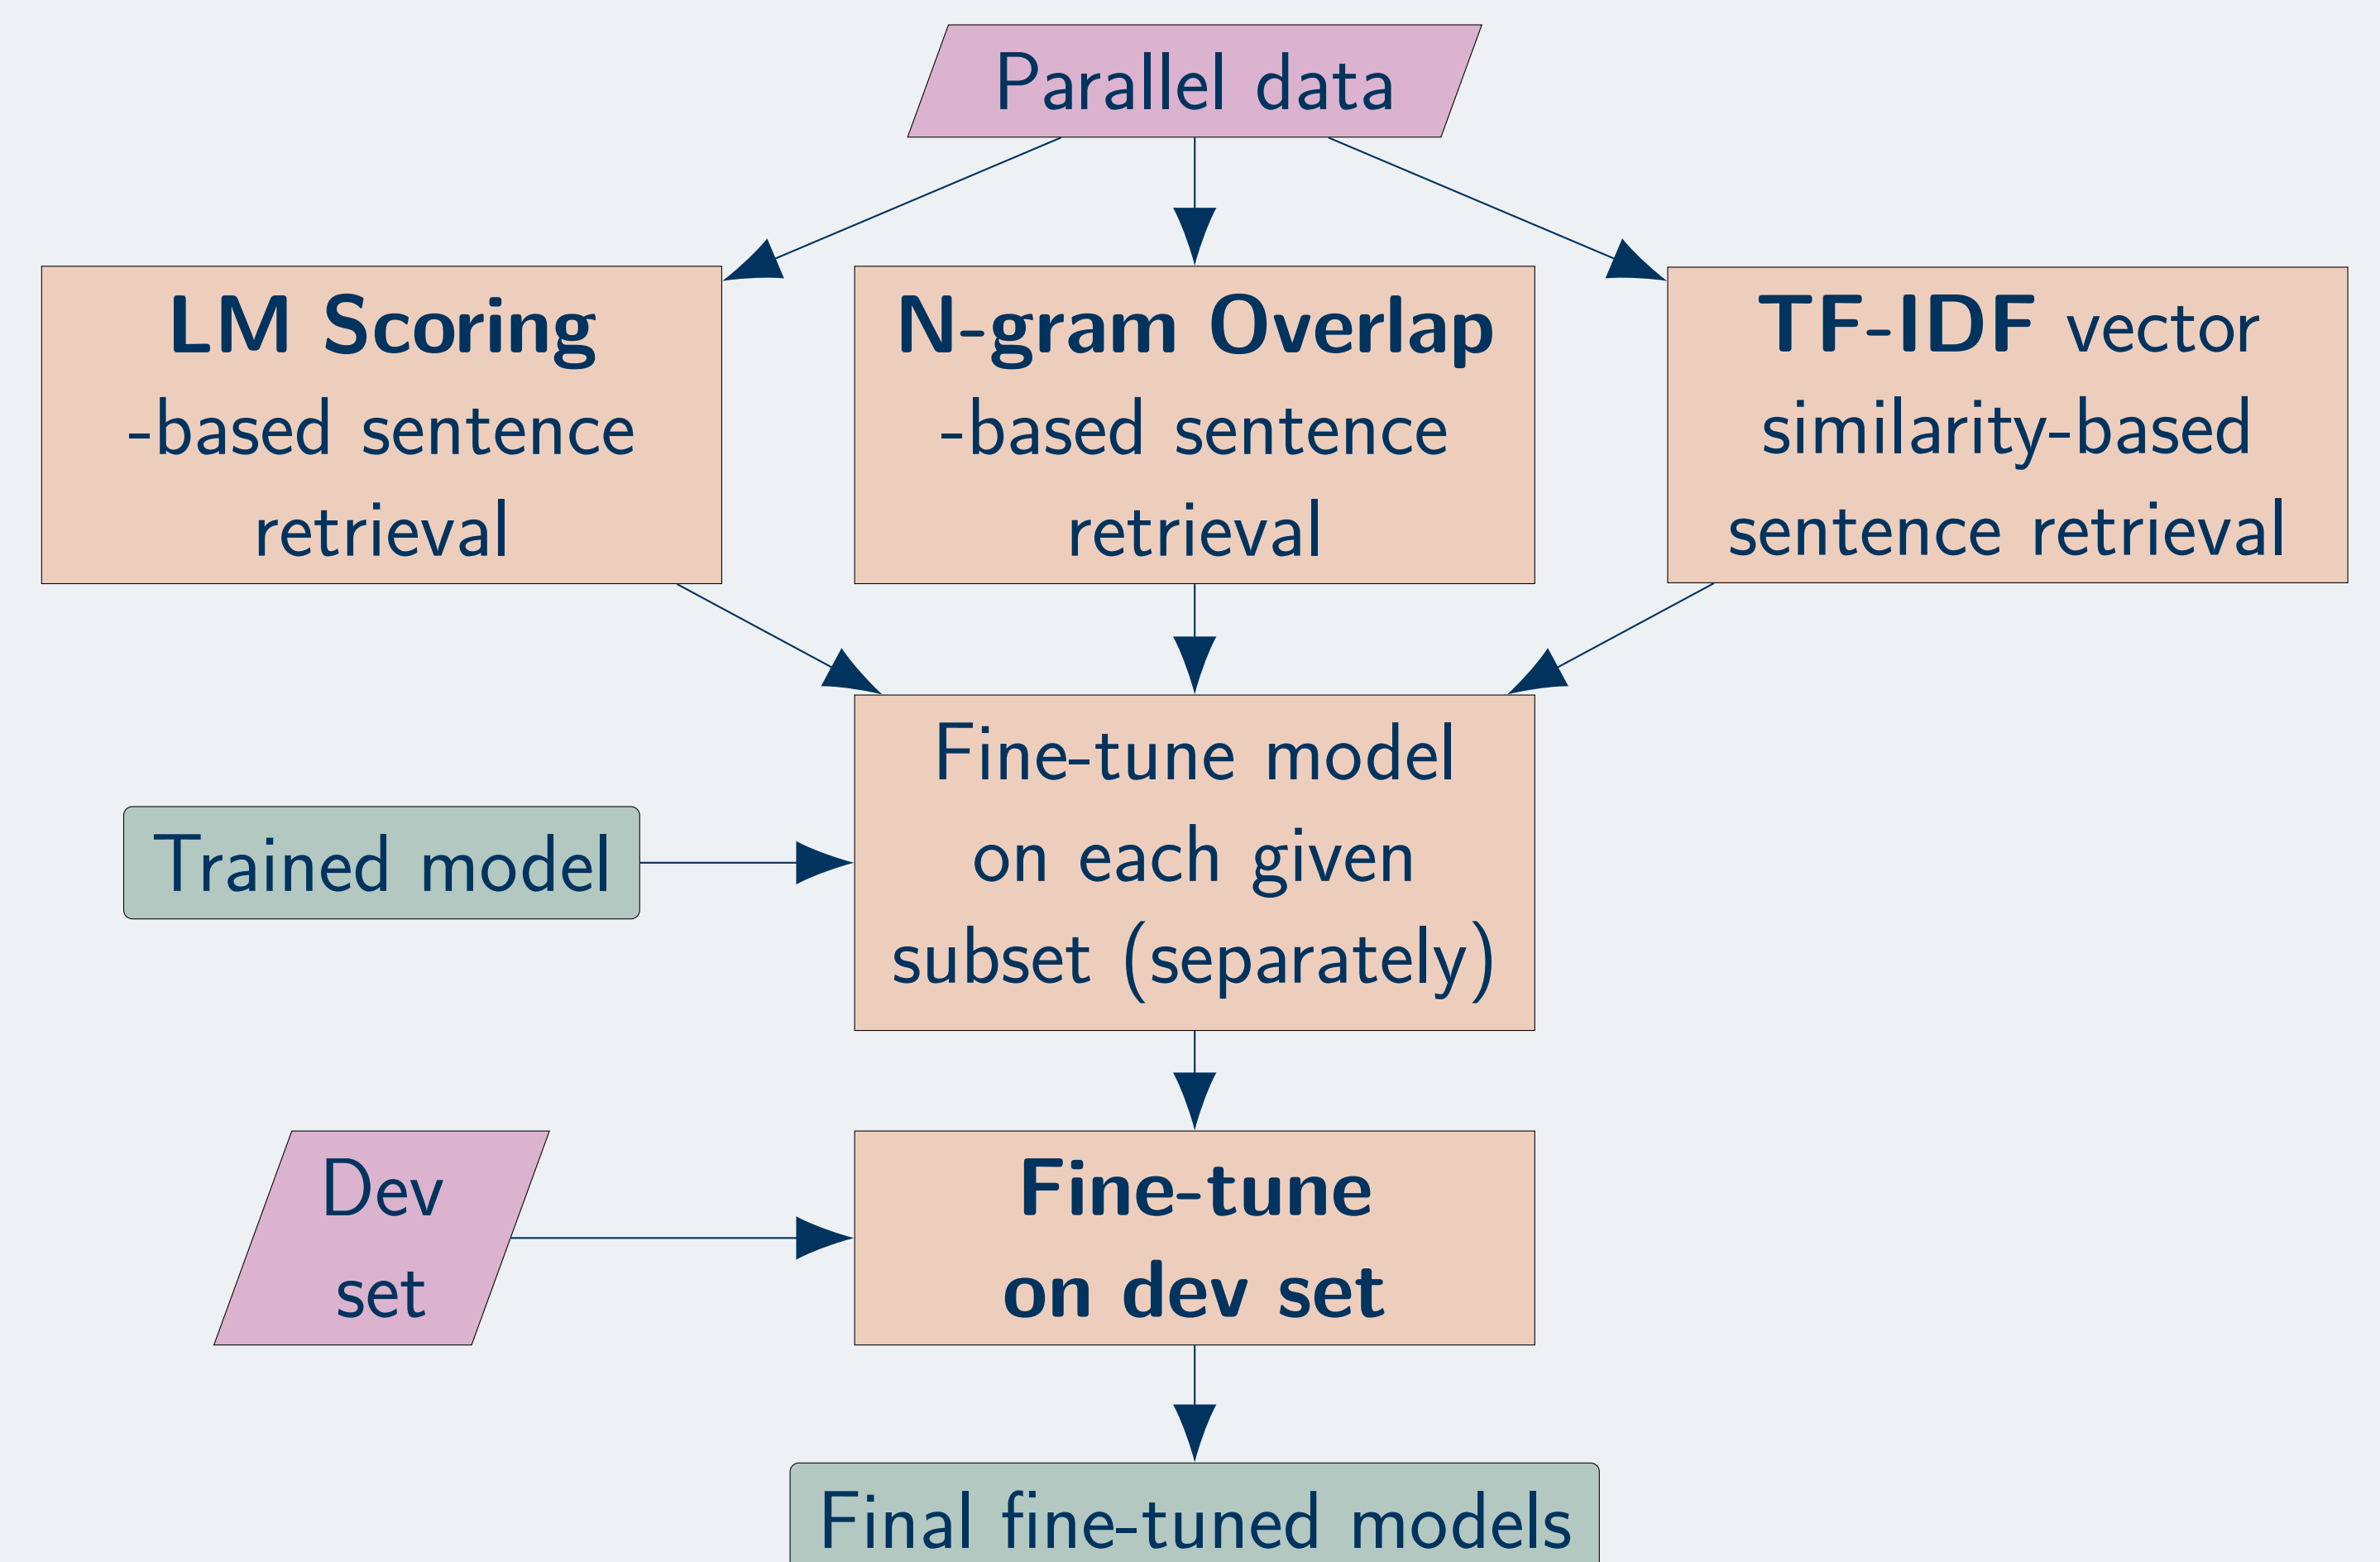 Parallel data
LM Scoring
-based sentence
retrieval
N-gram Overlap
-based sentence
retrieval
TF-IDF vector
similarity-based
sentence retrieval
Fine-tune model
on each given
subset (separately)
Trained model
Dev
set
Fine-tune
on dev set
Final fine-tuned models